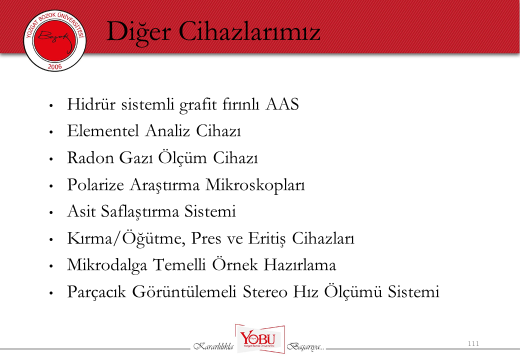 Diğer Cihazlarımız
YOZGAT BOZOK ÜNİVERSİTESİ
Bozok
2006
• Hidrür sistemli grafit fırınlı AAS
• Elementel Analiz Cihazı
• Radon Gazı Ölçüm Cihazı
• Polarize Araştırma Mikroskopları
• Asit Saflaştırma Sistemi
• Kırma/Öğütme, Pres ve Eritiş Cihazları
• Mikrodalga Temelli Örnek Hazırlama
• Parçacık Görüntülemeli Stereo Hız Ölçümü Sistemi
Kararlılıkla YOBU Başarıya...
111